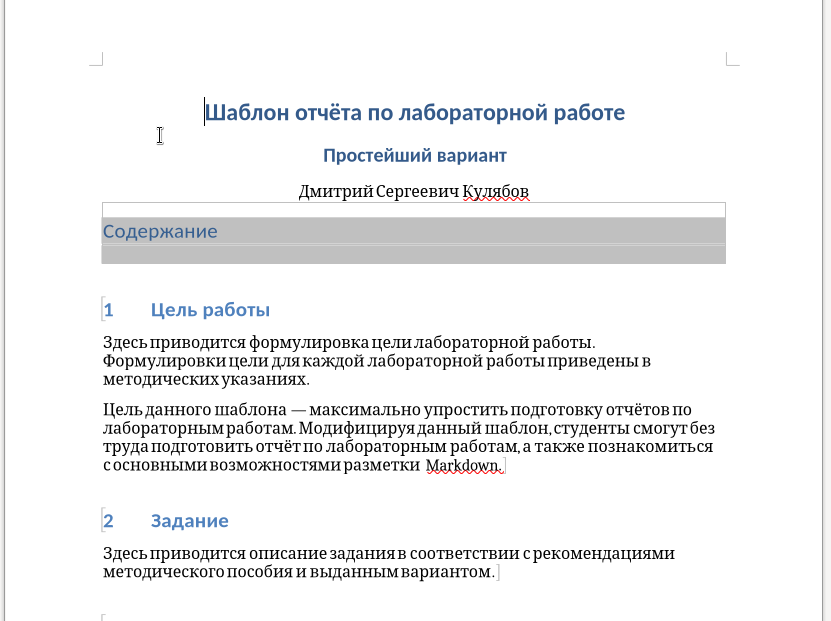 Шаблон отчёта по лабораторной работе
Простейший вариант
Дмитрий Сергеевич Кулябов
Содержание
1 Цель работы
Здесь приводится формулировка цели лабораторной работы.
Формулировки цели для каждой лабораторной работы приведены в
методических указаниях.
Цель данного шаблона — максимально упростить подготовку отчётов по
лабораторным работам. Модифицируя данный шаблон, студенты смогут без
труда подготовить отчёт по лабораторным работам, а также познакомиться
с основными возможностями разметки Markdown.
2 Задание
Здесь приводится описание задания в соответствии с рекомендациями
методического пособия и выданным вариантом.